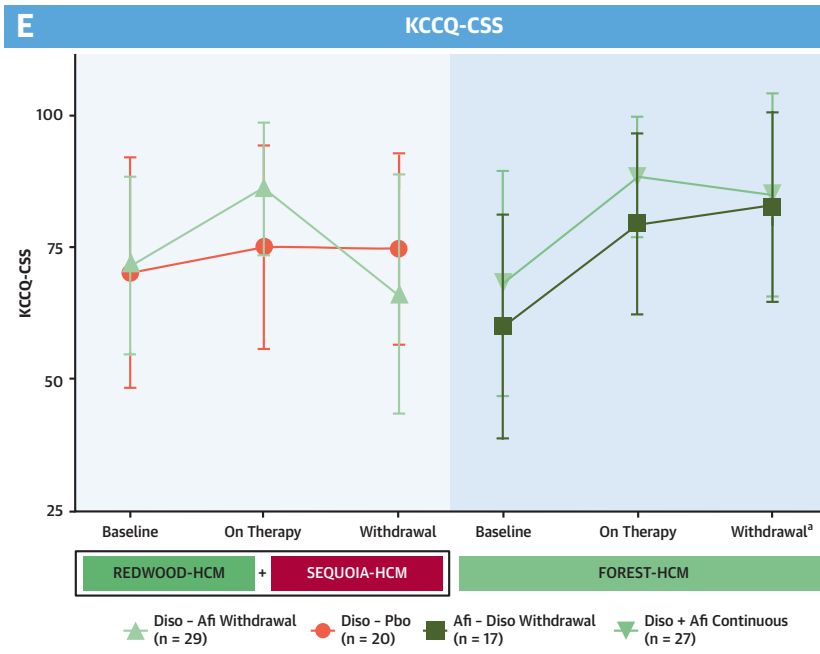 E
KCCQ-CSS
KCCQ-CSS
100
75
50
25
Baseline
On Therapy
Withdrawal
Baseline
On Therapy
Withdrawalᵃ
REDWOOD-HCM + SEQUOIA-HCM
FOREST-HCM
Diso – Afi Withdrawal
(n = 29)
Diso – Pbo
(n = 20)
Afi – Diso Withdrawal
(n = 17)
Diso + Afi Continuous
(n = 27)